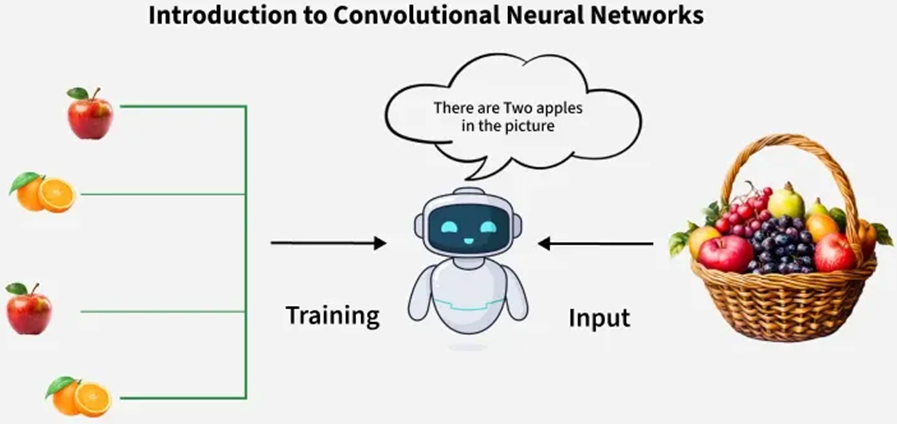 Introduction to Convolutional Neural Networks
There are Two apples
in the picture
Training
Input